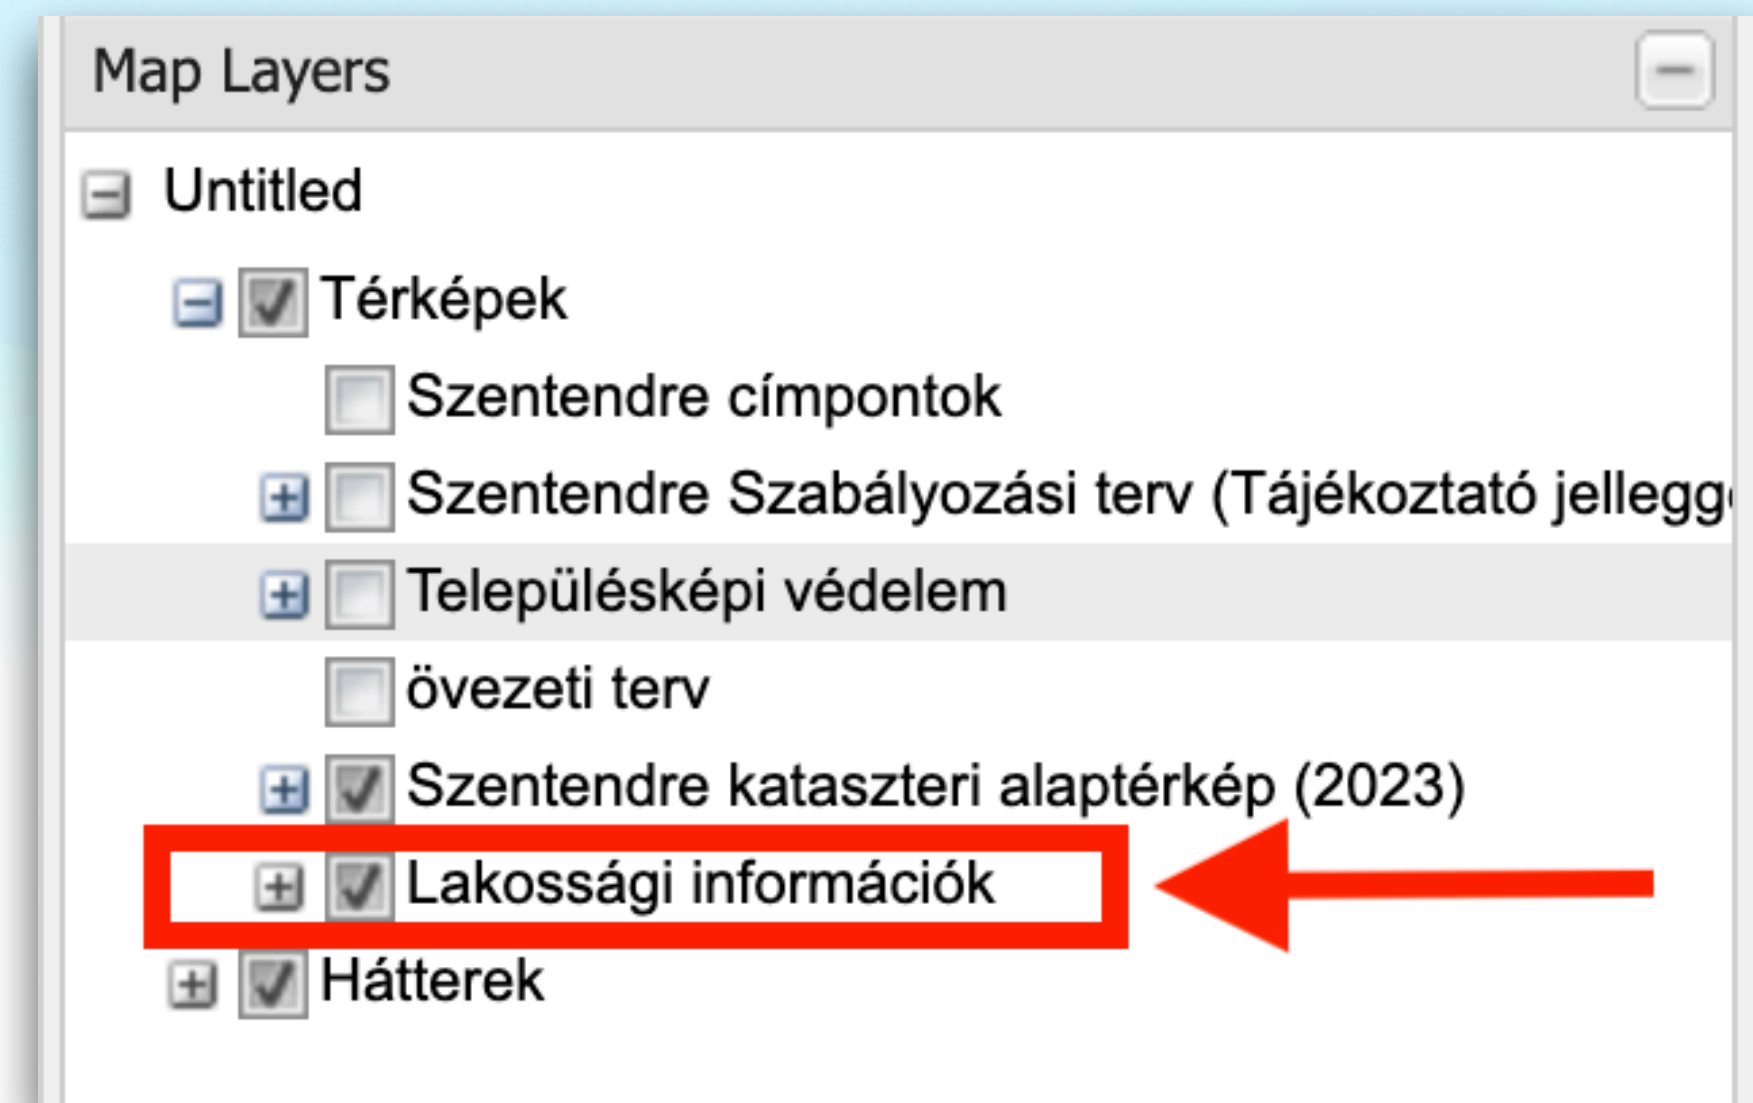 Map Layers
Untitled
Térképek
Szentendre címpontok
Szentendre Szabályozási terv (Tájékoztató jellegg
Településképi védelem
övezeti terv
Szentendre kataszteri alaptérkép (2023)
Lakossági információk
Hátterek